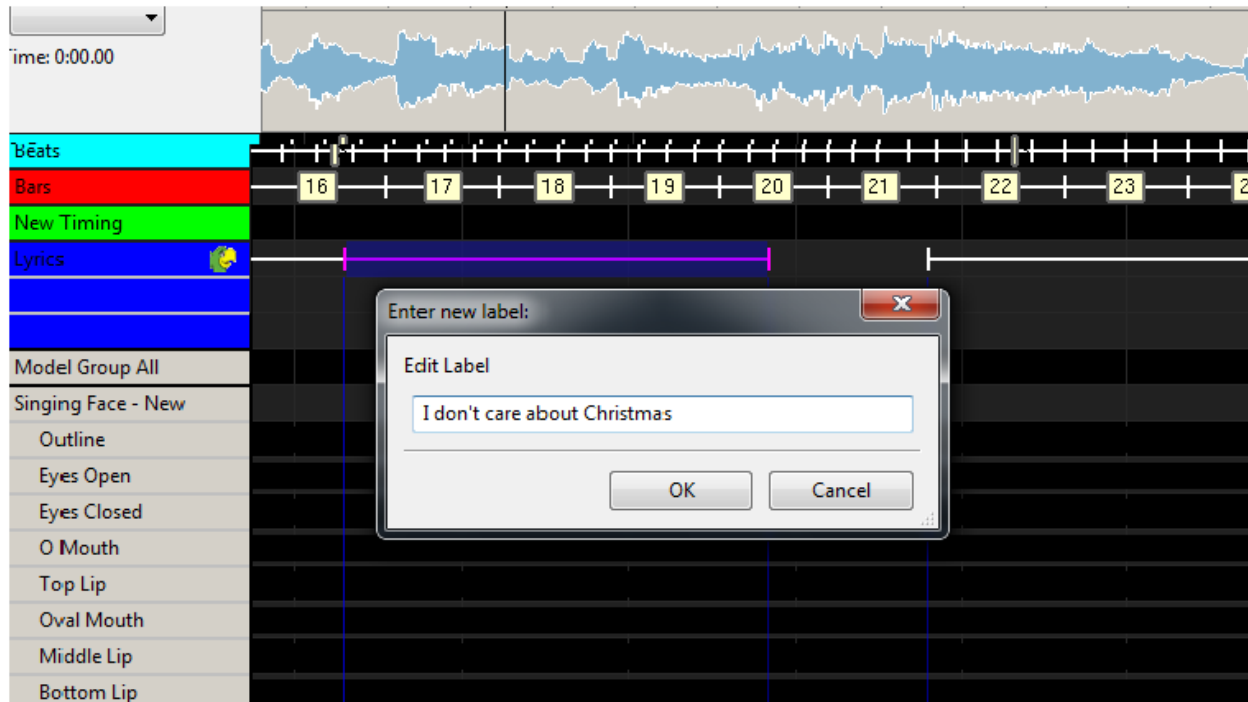 ime: 0:00.00
Beats
Bars
16 17 18 19 20 21 22 23 2
New Timing
Lyrics
Enter new label:
Edit Label
I don't care about Christmas
OK Cancel
Model Group All
Singing Face - New
Outline
Eyes Open
Eyes Closed
O Mouth
Top Lip
Oval Mouth
Middle Lip
Bottom Lip